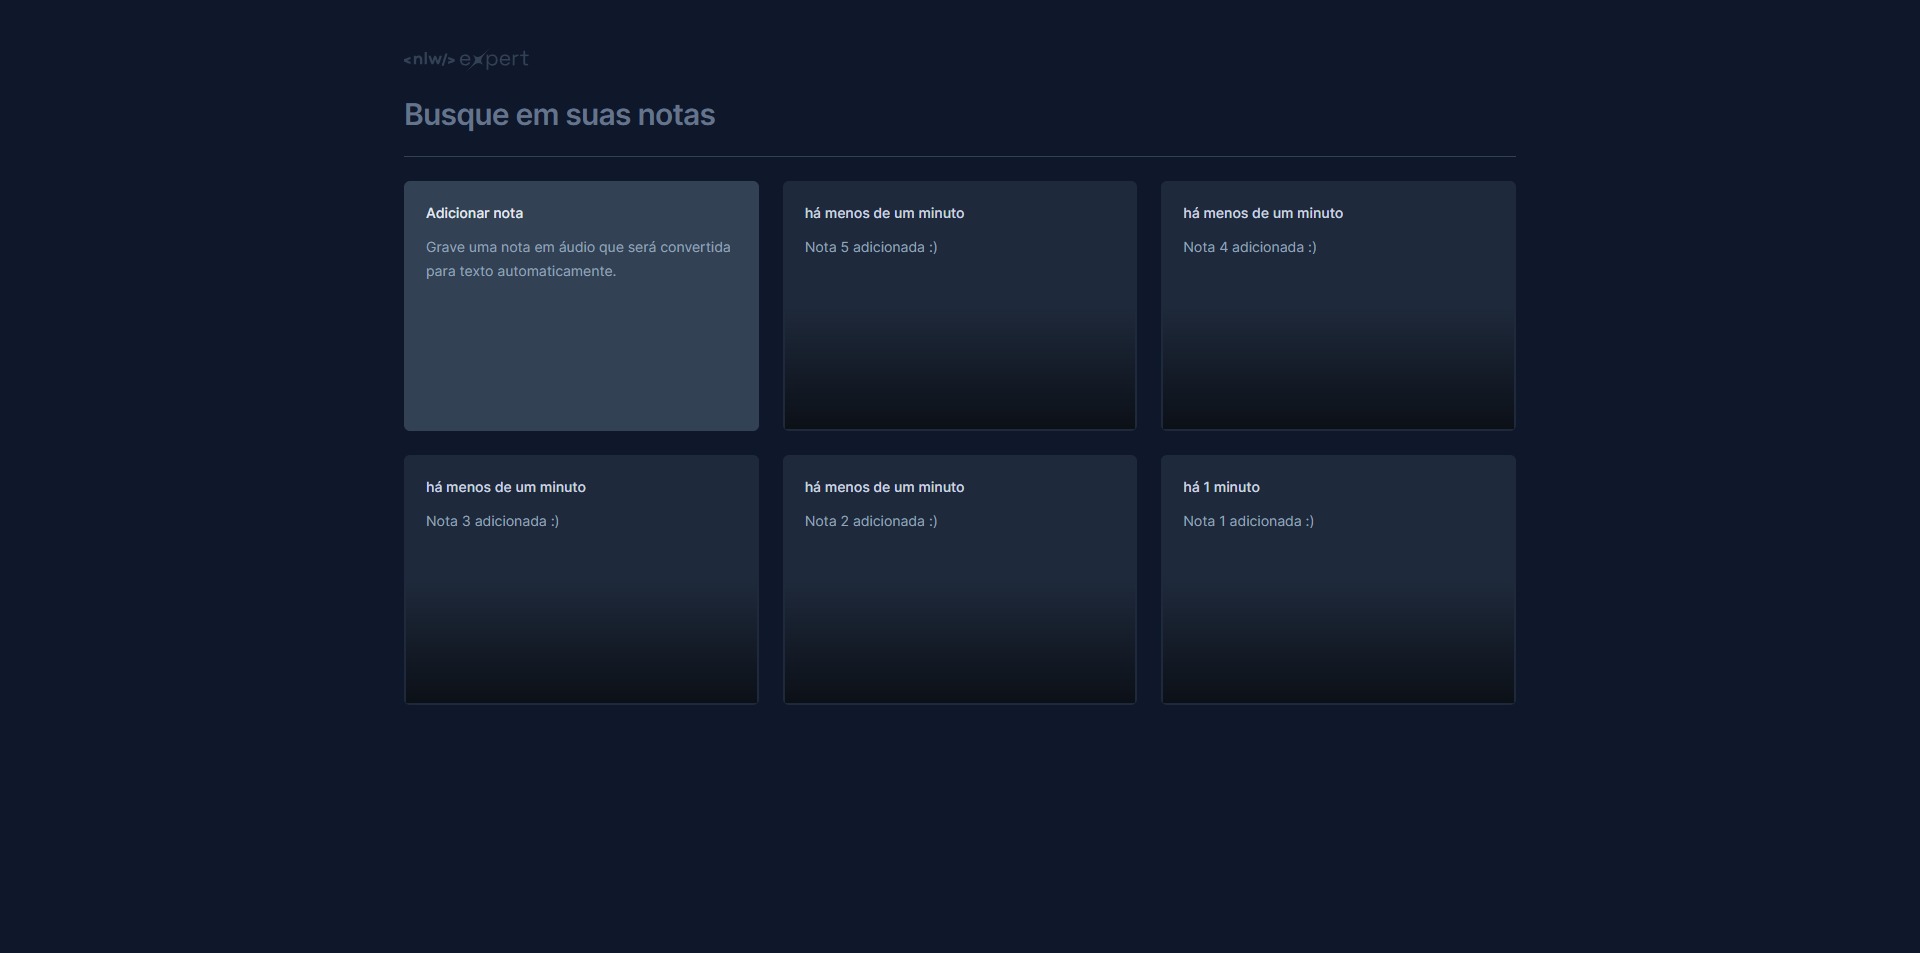 <nlw/> expert
Busque em suas notas
Adicionar nota
Grave uma nota em áudio que será convertida
para texto automaticamente.
há menos de um minuto
Nota 5 adicionada :)
há menos de um minuto
Nota 4 adicionada :)
há menos de um minuto
Nota 3 adicionada :)
há menos de um minuto
Nota 2 adicionada :)
há 1 minuto
Nota 1 adicionada :)